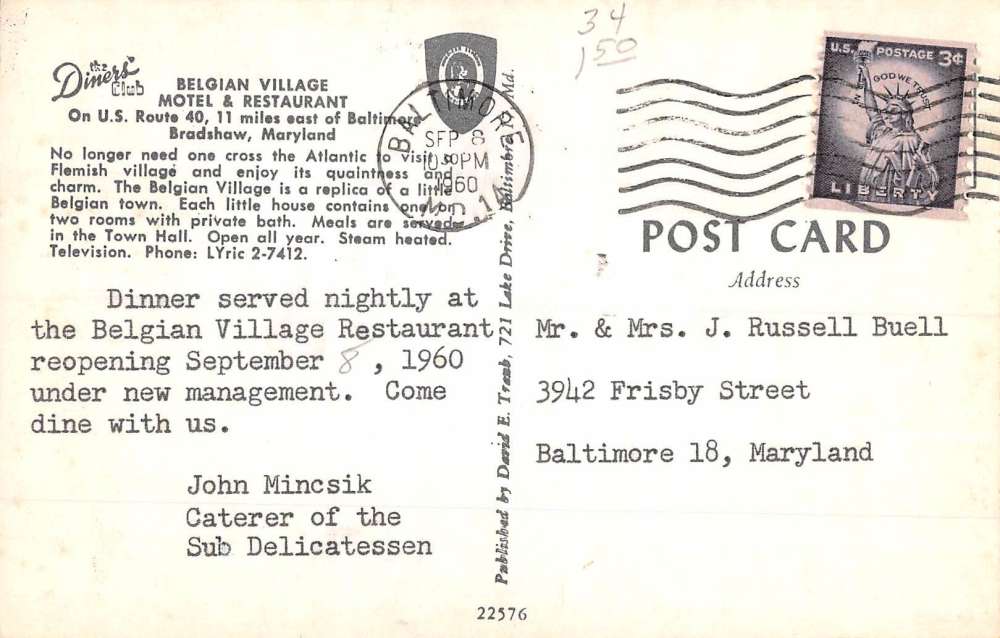 34
1 50
the Diners' Club
BELGIAN VILLAGE
MOTEL & RESTAURANT
On U.S. Route 40, 11 miles east of Baltimore
Bradshaw, Maryland
No longer need one cross the Atlantic to visit a
Flemish village and enjoy its quaintness and
charm. The Belgian Village is a replica of a little
Belgian town. Each little house contains one or
two rooms with private bath. Meals are served
in the Town Hall. Open all year. Steam heated.
Television. Phone: LYric 2-7412.
BALTIMORE
SEP 8
PM
1960
MD. 11
U.S. POSTAGE 3¢
IN GOD WE TRUST
LIBERTY
POST CARD
Address
Dinner served nightly at
the Belgian Village Restaurant
reopening September 8, 1960
under new management. Come
dine with us.
John Mincsik
Caterer of the
Sub Delicatessen
Published by David E. Traub, 721 Lake Drive, Baltimore, Md.
Mr. & Mrs. J. Russell Buell
3942 Frisby Street
Baltimore 18, Maryland
22576